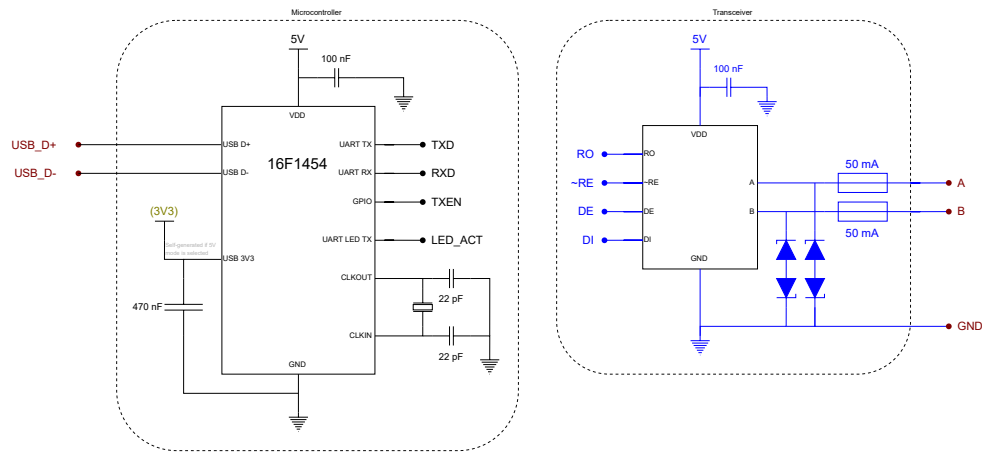 Microcontroller
5V
100 nF
VDD
USB_D+
USB D+
16F1454
UART TX
TXD
USB_D-
USB D-
UART RX
RXD
GPIO
TXEN
(3V3)
UART LED TX
LED_ACT
Self-generated if 5V
mode is selected
USB 3V3
CLKOUT
470 nF
22 pF
CLKIN
22 pF
GND
Transceiver
5V
100 nF
VDD
RO
RO
50 mA
~RE
~RE
A
A
DE
DE
B
B
50 mA
DI
DI
GND
GND